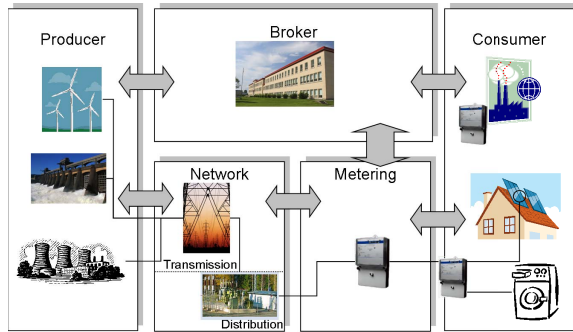 Producer
Broker
Consumer
Network
Metering
Transmission
Distribution